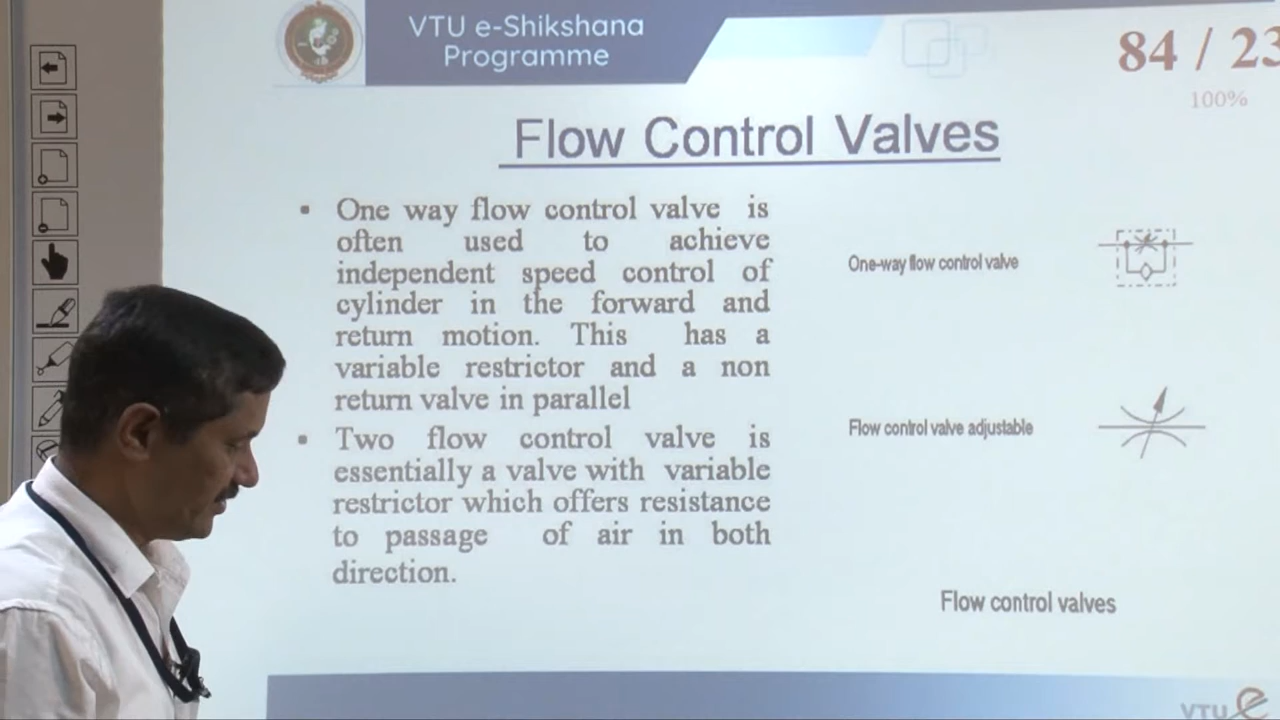 VTU e-Shikshana
Programme
84 / 23
100%
Flow Control Valves
▪ One way flow control valve is
often used to achieve
independent speed control of
cylinder in the forward and
return motion. This has a
variable restrictor and a non
return valve in parallel
▪ Two flow control valve is
essentially a valve with variable
restrictor which offers resistance
to passage of air in both
direction.
One-way flow control valve
Flow control valve adjustable
Flow control valves
VTU e